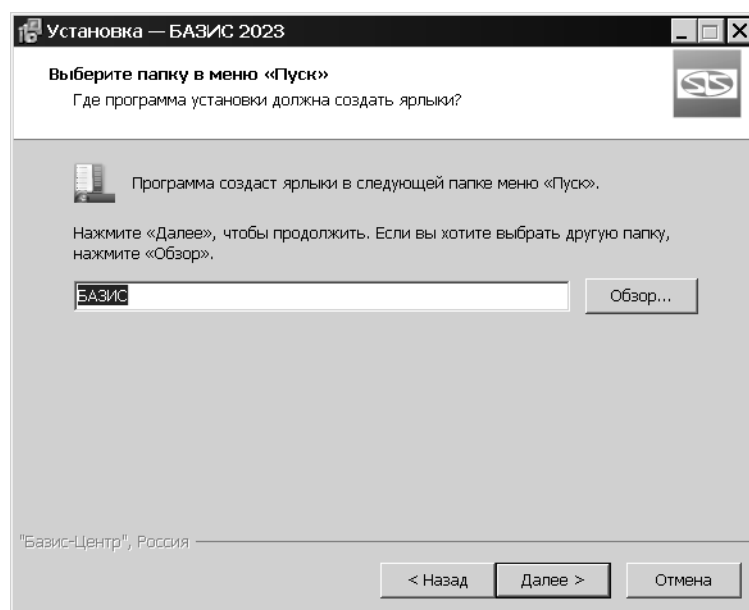 Установка — БАЗИС 2023
Выберите папку в меню «Пуск»
Где программа установки должна создать ярлыки?
Программа создаст ярлыки в следующей папке меню «Пуск».
Нажмите «Далее», чтобы продолжить. Если вы хотите выбрать другую папку,
нажмите «Обзор».
БАЗИС
Обзор...
"Базис-Центр", Россия
< Назад
Далее >
Отмена